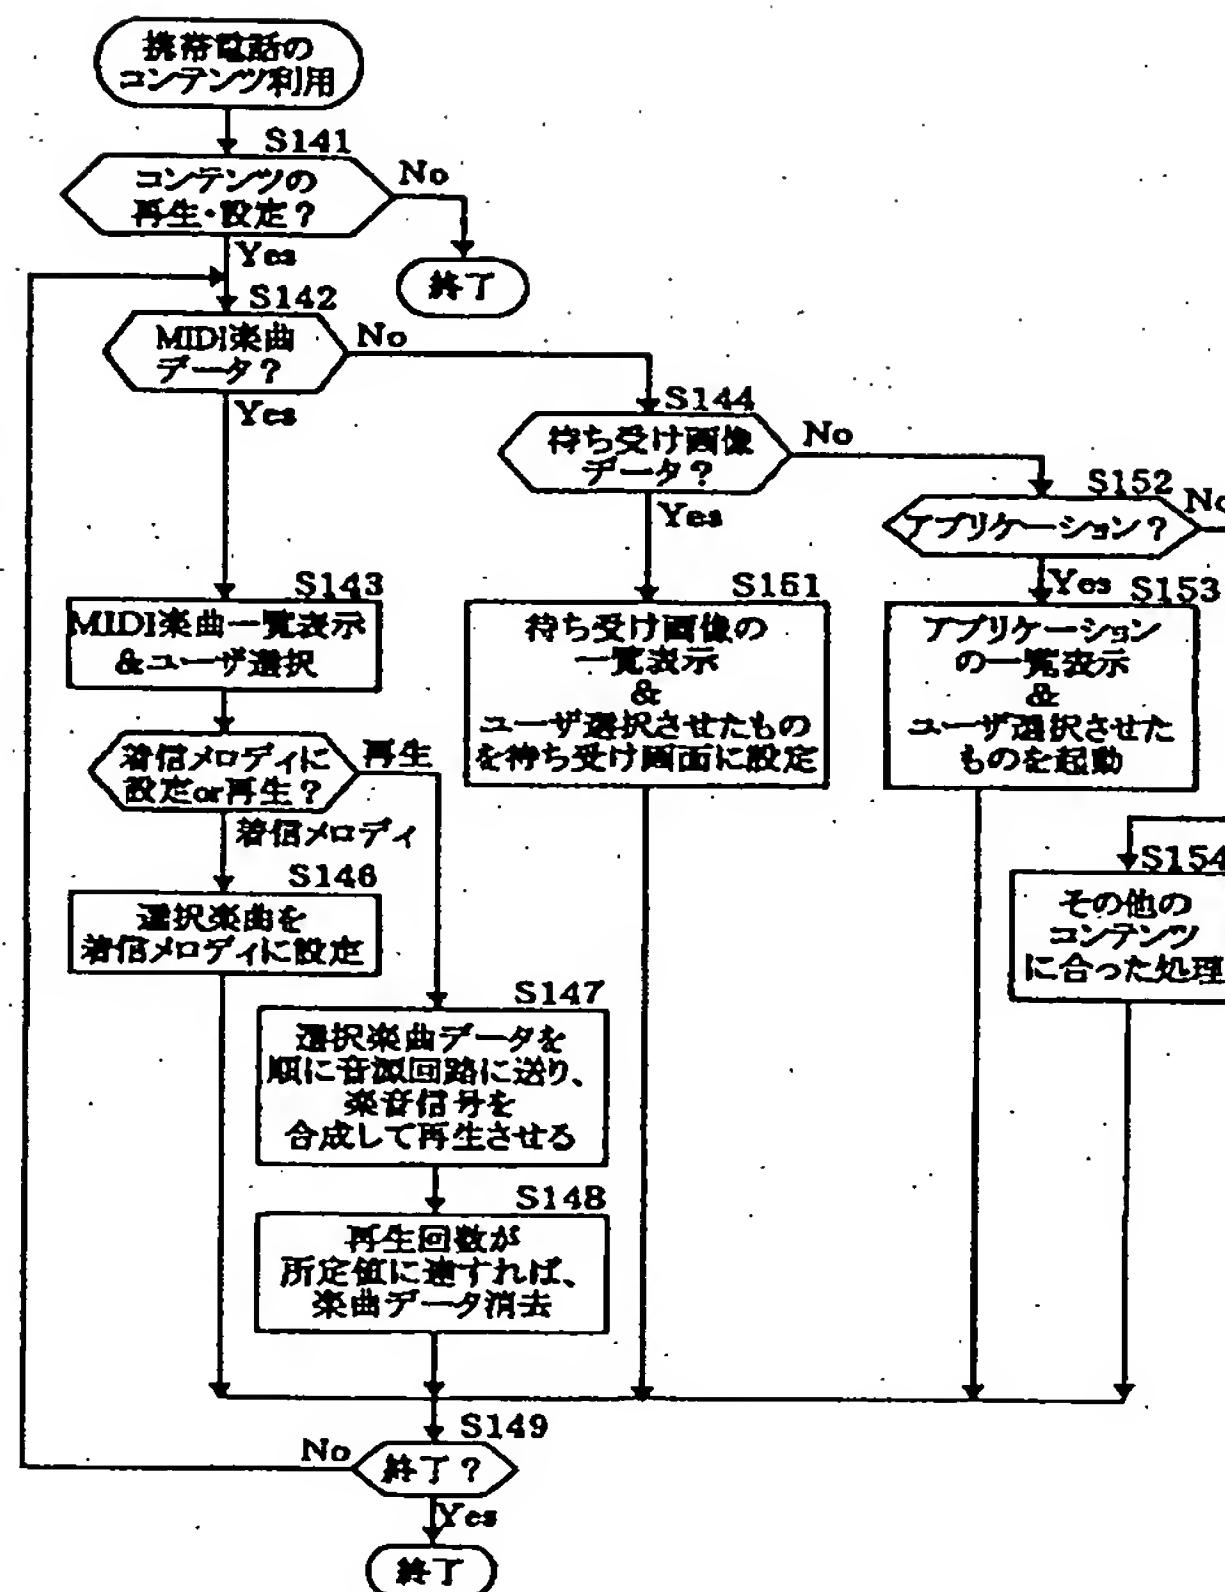 携帯電話の
コンテンツ利用
S141
コンテンツの
再生・設定?
No
Yes
終了
S142
MIDI楽曲
データ?
No
Yes
S144
待ち受け画像
データ?
No
Yes
S152
アプリケーション?
No
Yes
S143
MIDI楽曲一覧表示
&ユーザ選択
S151
待ち受け画像の
一覧表示
&
ユーザ選択させたもの
を待ち受け画面に設定
S153
アプリケーション
の一覧表示
&
ユーザ選択させた
ものを起動
着信メロディに
設定or再生?
再生
着信メロディ
S146
選択楽曲を
着信メロディに設定
S154
その他の
コンテンツ
に合った処理
S147
選択楽曲データを
順に音源回路に送り、
楽音信号を
合成して再生させる
S148
再生回数が
所定値に達すれば、
楽曲データ消去
S149
終了?
No
Yes
終了